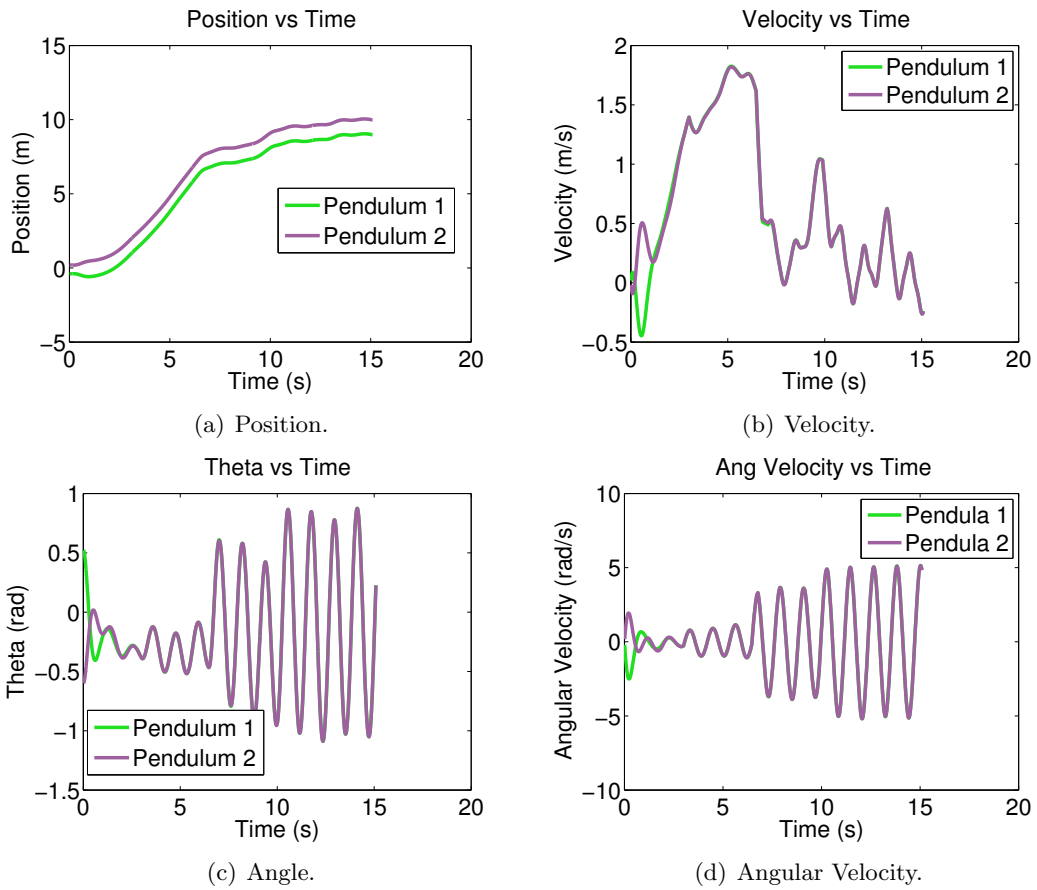 Position vs Time
15
10
5
0
−5
0 5 10 15 20
Position (m)
Time (s)
Pendulum 1
Pendulum 2
(a) Position.
Velocity vs Time
2
1.5
1
0.5
0
−0.5
0 5 10 15 20
Velocity (m/s)
Time (s)
Pendulum 1
Pendulum 2
(b) Velocity.
Theta vs Time
1
0.5
0
−0.5
−1
−1.5
0 5 10 15 20
Theta (rad)
Time (s)
Pendulum 1
Pendulum 2
(c) Angle.
Ang Velocity vs Time
10
5
0
−5
−10
0 5 10 15 20
Angular Velocity (rad/s)
Time (s)
Pendula 1
Pendula 2
(d) Angular Velocity.